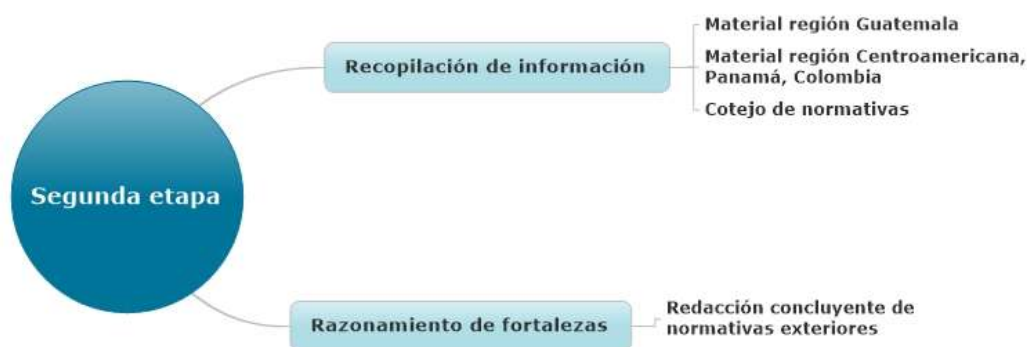 Segunda etapa
Recopilación de información
Material región Guatemala
Material región Centroamericana,
Panamá, Colombia
Cotejo de normativas
Razonamiento de fortalezas
Redacción concluyente de
normativas exteriores